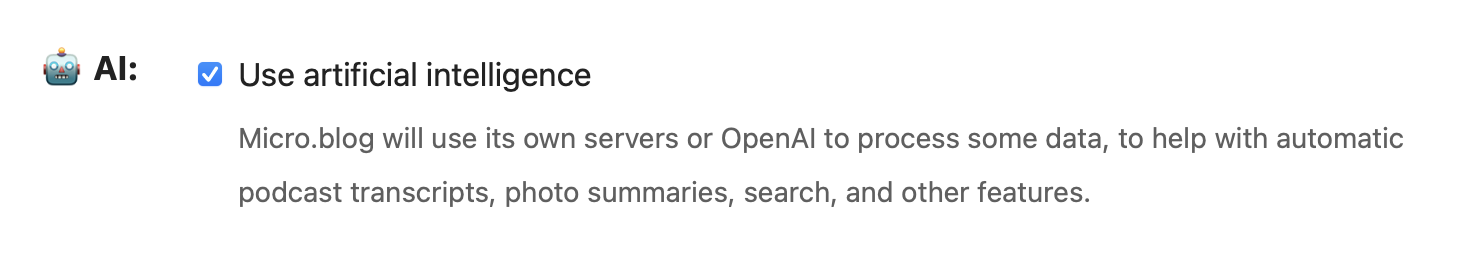 🤖 AI:
Use artificial intelligence
Micro.blog will use its own servers or OpenAI to process some data, to help with automatic
podcast transcripts, photo summaries, search, and other features.